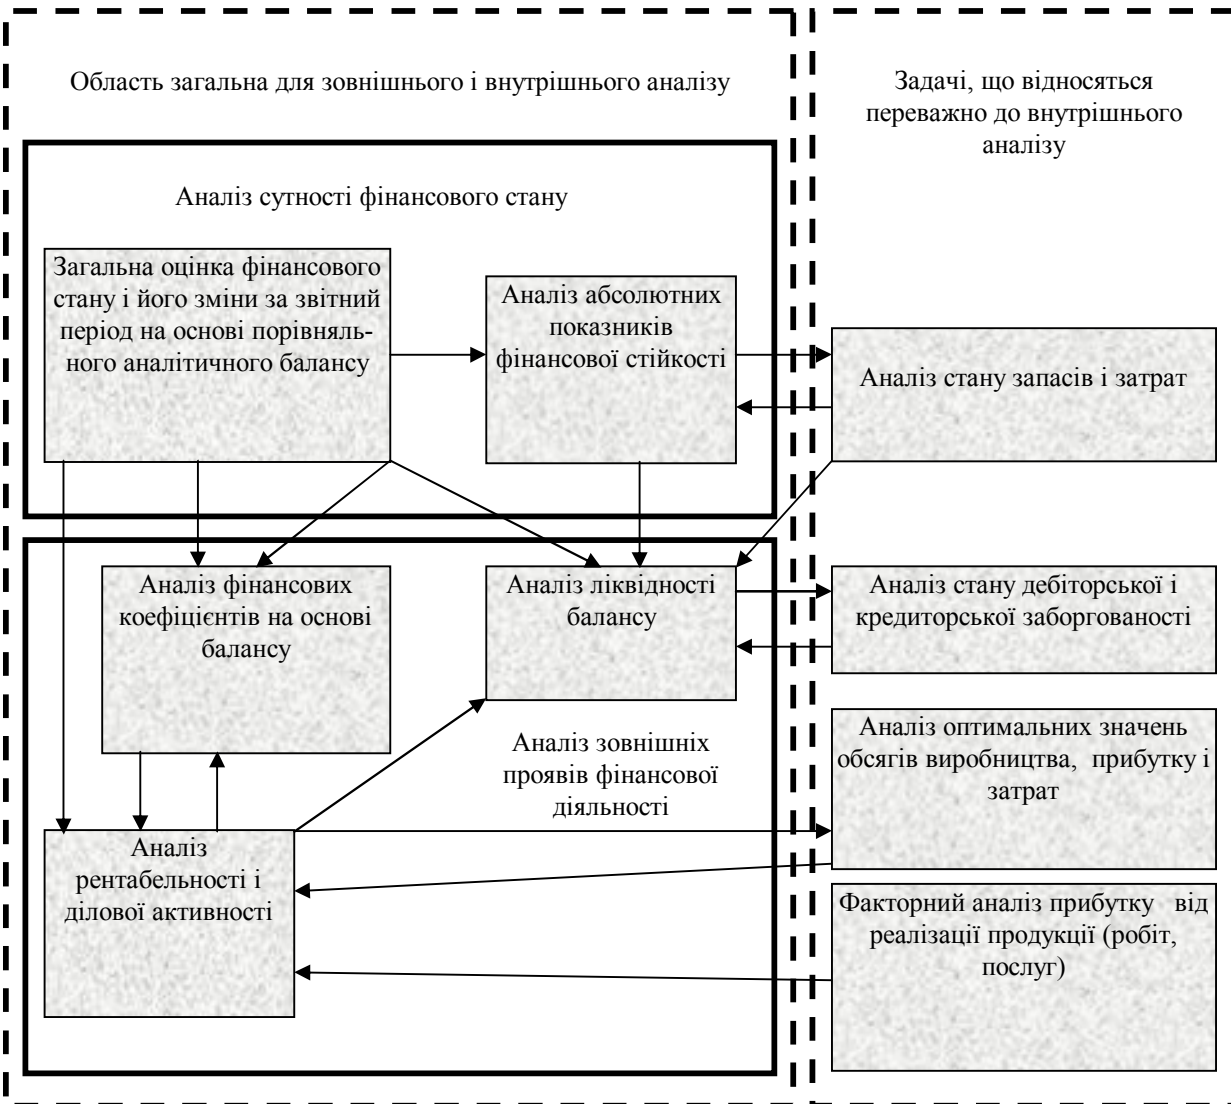 Область загальна для зовнішнього і внутрішнього аналізу
Задачі, що відносяться
переважно до внутрішнього
аналізу
Аналіз сутності фінансового стану
Загальна оцінка фінансового
стану і його зміни за звітний
період на основі порівняль-
ного аналітичного балансу
Аналіз абсолютних
показників
фінансової стійкості
Аналіз стану запасів і затрат
Аналіз фінансових
коефіцієнтів на основі
балансу
Аналіз ліквідності
балансу
Аналіз стану дебіторської і
кредиторської заборгованості
Аналіз зовнішніх
проявів фінансової
діяльності
Аналіз оптимальних значень
обсягів виробництва, прибутку і
затрат
Аналіз
рентабельності і
ділової активності
Факторний аналіз прибутку від
реалізації продукції (робіт,
послуг)